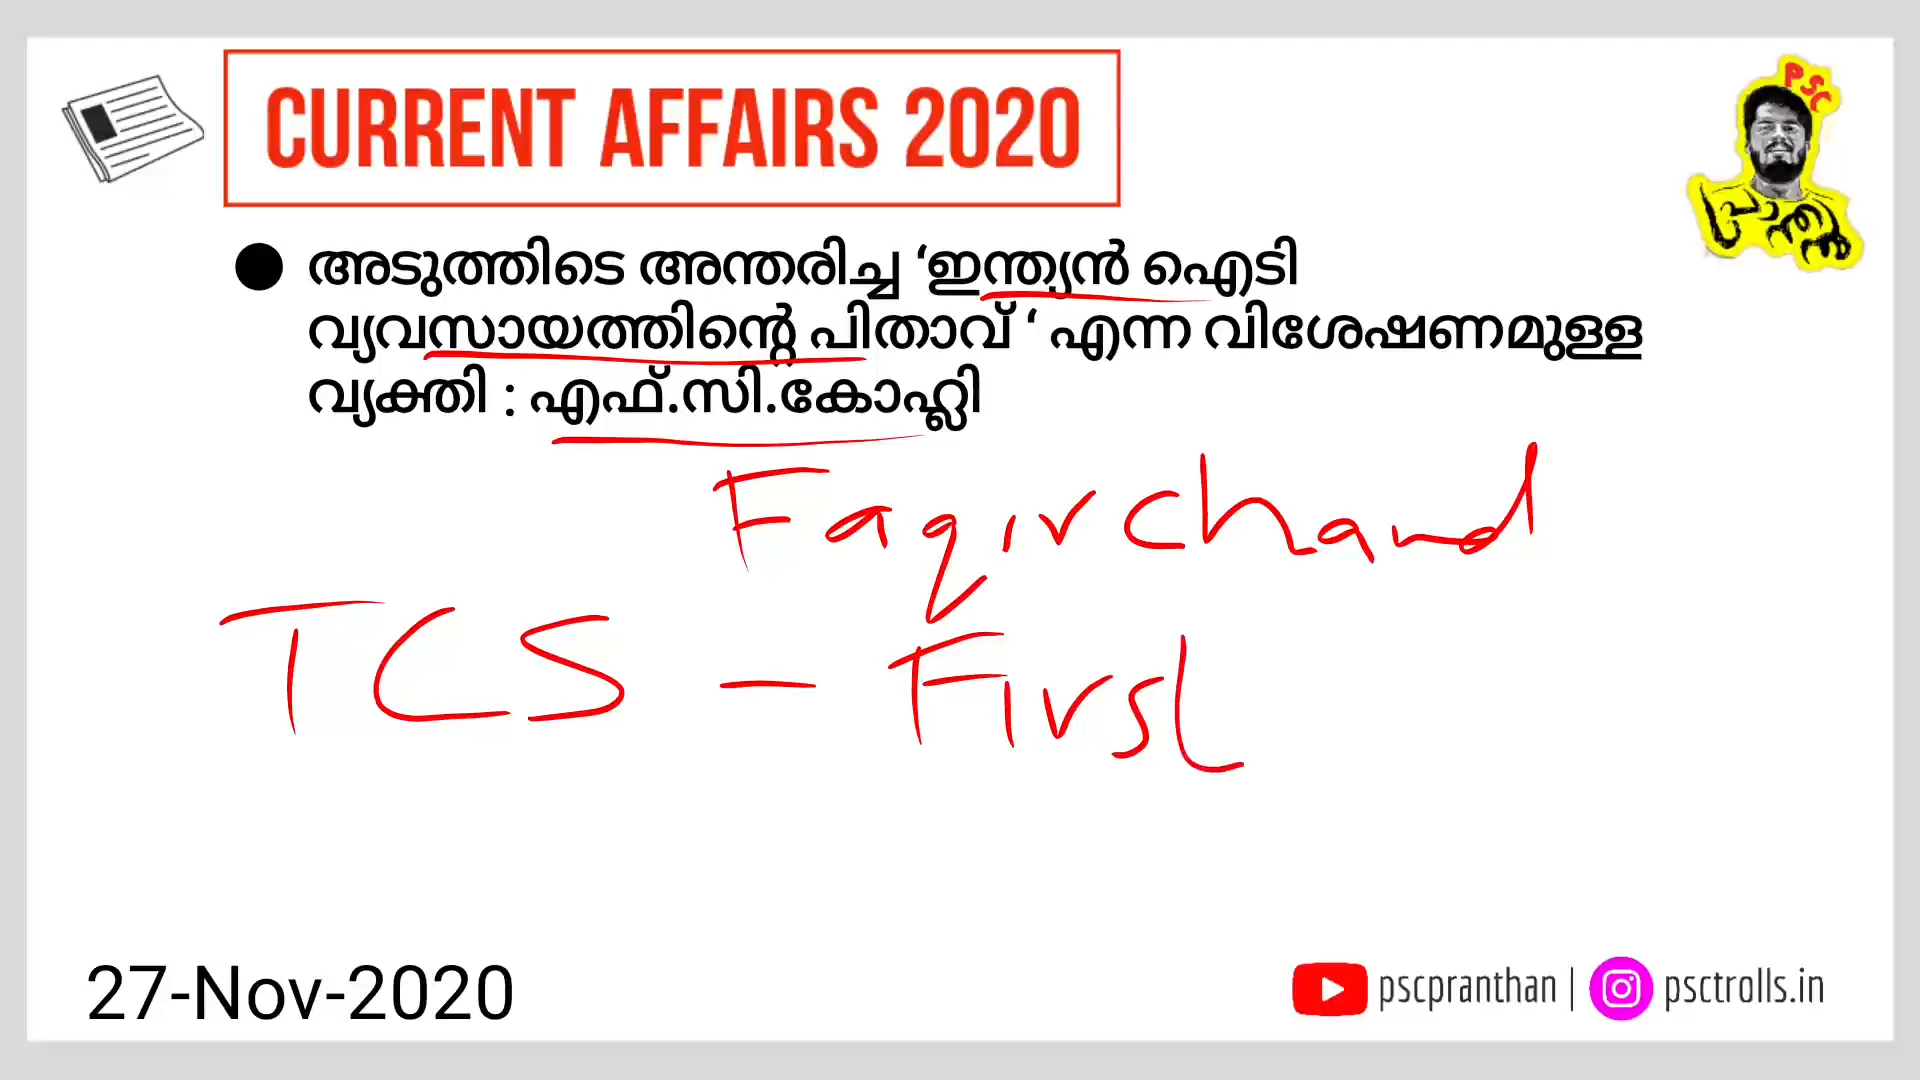 CURRENT AFFAIRS 2020
PSC
പ്രാന്തൻ
അടുത്തിടെ അന്തരിച്ച ‘ഇന്ത്യൻ ഐടി
വ്യവസായത്തിന്റെ പിതാവ് ‘ എന്ന വിശേഷണമുള്ള
വ്യക്തി : എഫ്.സി.കോഹ്ലി
Faqirchand
TCS - First
27-Nov-2020
pscpranthan | psctrolls.in